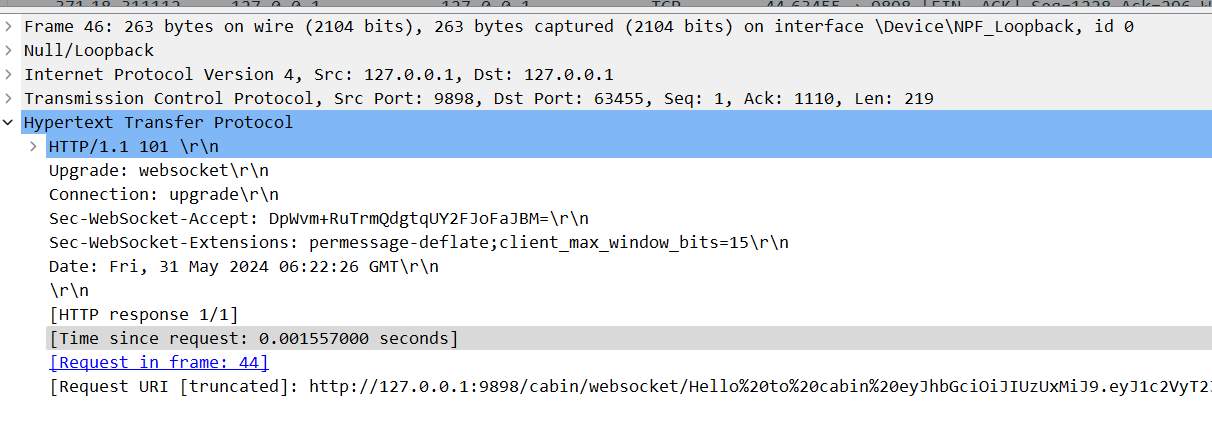 Frame 46: 263 bytes on wire (2104 bits), 263 bytes captured (2104 bits) on interface \Device\NPF_Loopback, id 0
Null/Loopback
Internet Protocol Version 4, Src: 127.0.0.1, Dst: 127.0.0.1
Transmission Control Protocol, Src Port: 9898, Dst Port: 63455, Seq: 1, Ack: 1110, Len: 219
Hypertext Transfer Protocol
HTTP/1.1 101 \r\n
Upgrade: websocket\r\n
Connection: upgrade\r\n
Sec-WebSocket-Accept: DpWvm+RuTrmQdgtqUY2FJoFaJBM=\r\n
Sec-WebSocket-Extensions: permessage-deflate;client_max_window_bits=15\r\n
Date: Fri, 31 May 2024 06:22:26 GMT\r\n
\r\n
[HTTP response 1/1]
[Time since request: 0.001557000 seconds]
[Request in frame: 44]
[Request URI [truncated]: http://127.0.0.1:9898/cabin/websocket/Hello%20to%20cabin%20eyJhbGciOiJIUzUxMiJ9.eyJ1c2VyT2